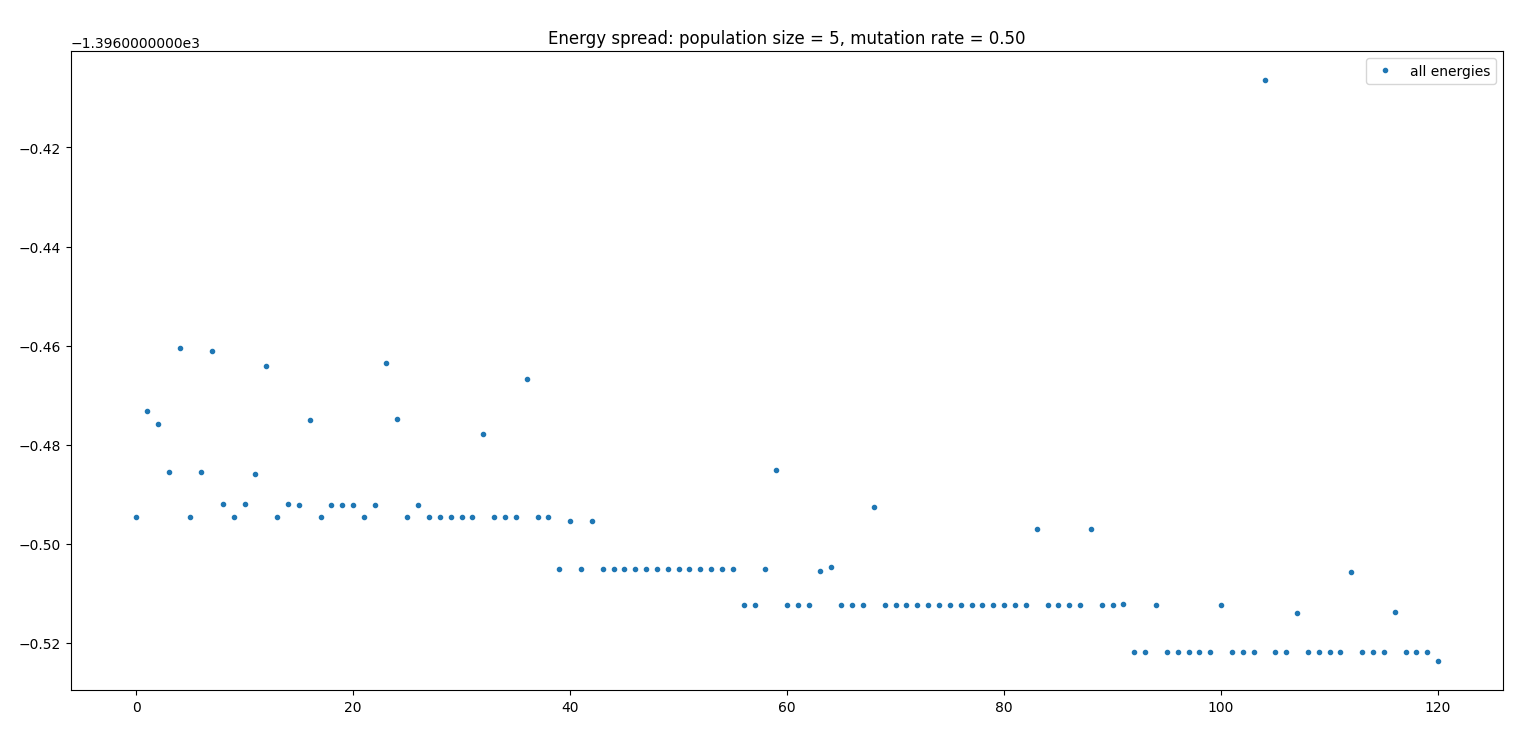 Energy spread: population size = 5, mutation rate = 0.50
−1.3960000000e3
all energies
−0.42
−0.44
−0.46
−0.48
−0.50
−0.52
0 20 40 60 80 100 120